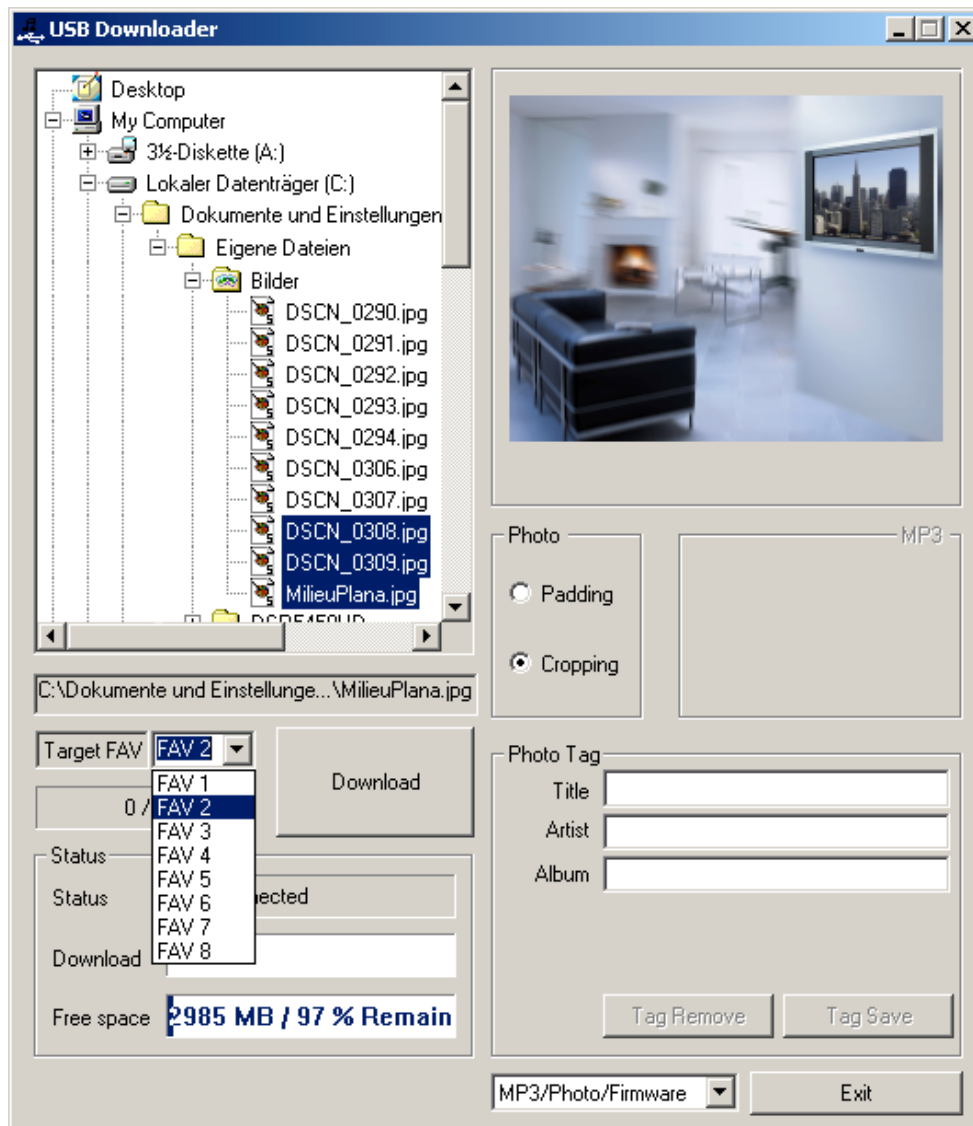 USB Downloader
Desktop
My Computer
3½-Diskette (A:)
Lokaler Datenträger (C:)
Dokumente und Einstellungen
Eigene Dateien
Bilder
DSCN_0290.jpg
DSCN_0291.jpg
DSCN_0292.jpg
DSCN_0293.jpg
DSCN_0294.jpg
DSCN_0306.jpg
DSCN_0307.jpg
DSCN_0308.jpg
DSCN_0309.jpg
MilieuPlana.jpg
C:\Dokumente und Einstellunge...\MilieuPlana.jpg
Target FAV
FAV 2
FAV 1
FAV 2
FAV 3
FAV 4
FAV 5
FAV 6
FAV 7
FAV 8
0 /
Download
Status
Status
Download
Free space
2985 MB / 97 % Remain
Photo
Padding
Cropping
MP3
Photo Tag
Title
Artist
Album
Tag Remove
Tag Save
MP3/Photo/Firmware
Exit